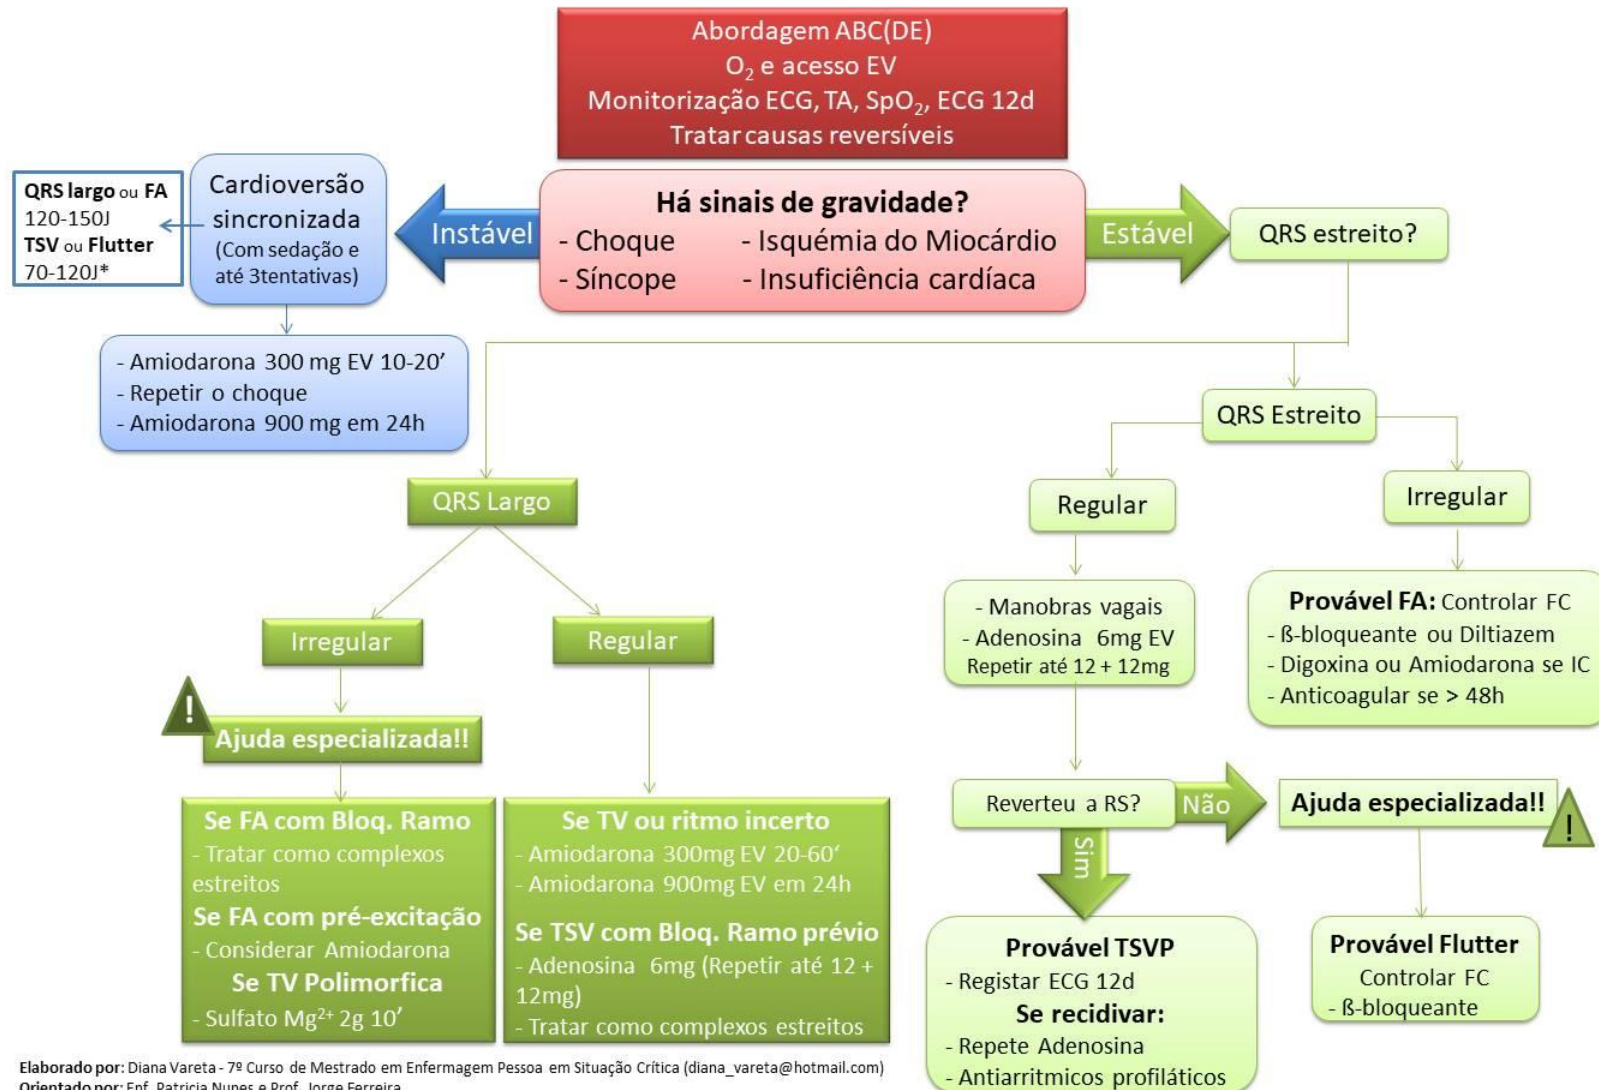 Abordagem ABC(DE)
O₂ e acesso EV
Monitorização ECG, TA, SpO₂, ECG 12d
Tratar causas reversíveis
QRS largo ou FA
120-150J
TSV ou Flutter
70-120J*
Cardioversão
sincronizada
(Com sedação e
até 3tentativas)
Instável
Há sinais de gravidade?
- Choque - Isquémia do Miocárdio
- Síncope - Insuficiência cardíaca
Estável
QRS estreito?
- Amiodarona 300 mg EV 10-20′
- Repetir o choque
- Amiodarona 900 mg em 24h
QRS Estreito
QRS Largo
Regular
Irregular
Irregular
Regular
- Manobras vagais
- Adenosina 6mg EV
Repetir até 12 + 12mg
Provável FA: Controlar FC
- ß-bloqueante ou Diltiazem
- Digoxina ou Amiodarona se IC
- Anticoagular se > 48h
!
Ajuda especializada!!
Se FA com Bloq. Ramo
- Tratar como complexos
estreitos
Se FA com pré-excitação
- Considerar Amiodarona
Se TV Polimorfica
- Sulfato Mg²⁺ 2g 10′
Se TV ou ritmo incerto
- Amiodarona 300mg EV 20-60‘
- Amiodarona 900mg EV em 24h
Se TSV com Bloq. Ramo prévio
- Adenosina 6mg (Repetir até 12 +
12mg)
- Tratar como complexos estreitos
Reverteu a RS?
Não
Ajuda especializada!!
!
Sim
Provável TSVP
- Registar ECG 12d
Se recidivar:
- Repete Adenosina
- Antiarritmicos profiláticos
Provável Flutter
Controlar FC
- ß-bloqueante
Elaborado por: Diana Vareta - 7º Curso de Mestrado em Enfermagem Pessoa em Situação Crítica (diana_vareta@hotmail.com)
Orientado por: Enf. Patricia Nunes e Prof. Jorge Ferreira